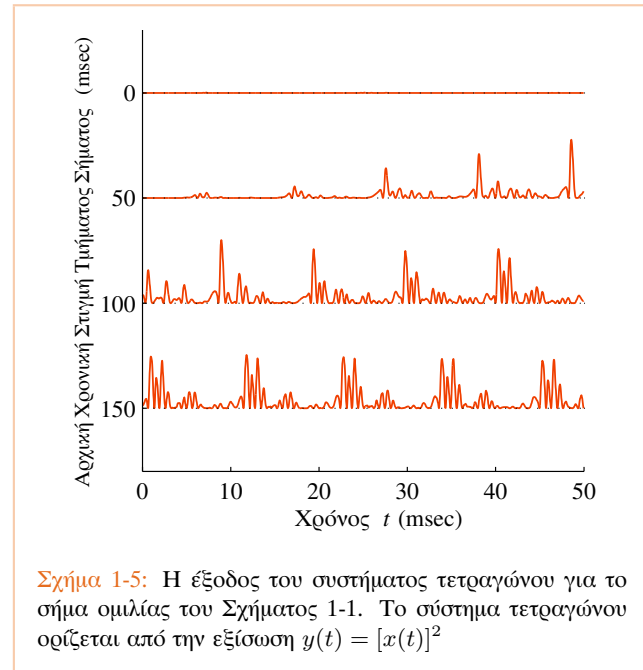 Αρχική Χρονική Στιγμή Τμήματος Σήματος (msec)
0
50
100
150
0 10 20 30 40 50
Χρόνος t (msec)
Σχήμα 1-5: Η έξοδος του συστήματος τετραγώνου για το
σήμα ομιλίας του Σχήματος 1-1. Το σύστημα τετραγώνου
ορίζεται από την εξίσωση y(t) = [x(t)]²